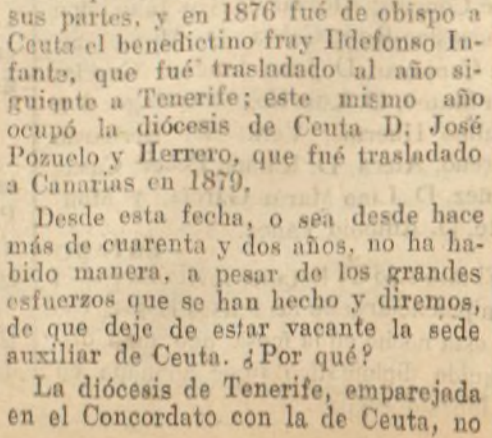 sus partes, y en 1876 fué de obispo a
Ceuta el benedictino fray Ildefonso In-
fante, que fué trasladado al año si-
guiente a Tenerife; este mismo año
ocupó la diócesis de Ceuta D. José
Pozuelo y Herrero, que fué trasladado
a Canarias en 1879.
Desde esta fecha, o sea desde hace
más de cuarenta y dos años, no ha ha-
bido manera, a pesar de los grandes
esfuerzos que se han hecho y diremos,
de que deje de estar vacante la sede
auxiliar de Ceuta. ¿Por qué?
La diócesis de Tenerife, emparejada
en el Concordato con la de Ceuta, no